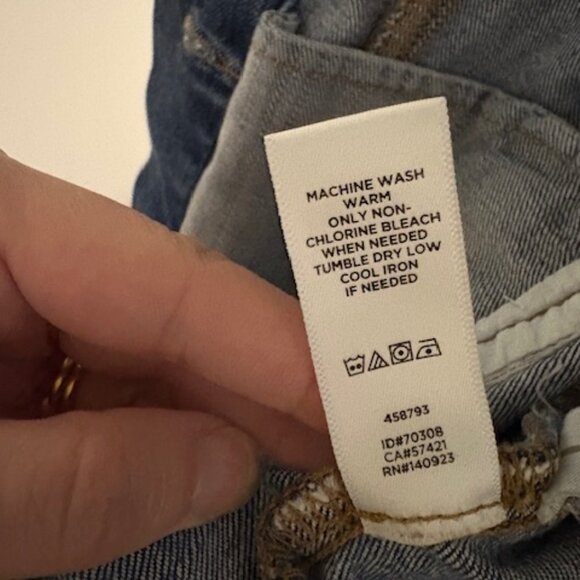 MACHINE WASH
WARM
ONLY NON-
CHLORINE BLEACH
WHEN NEEDED
TUMBLE DRY LOW
COOL IRON
IF NEEDED
458793
ID#70308
CA#57421
RN#140923